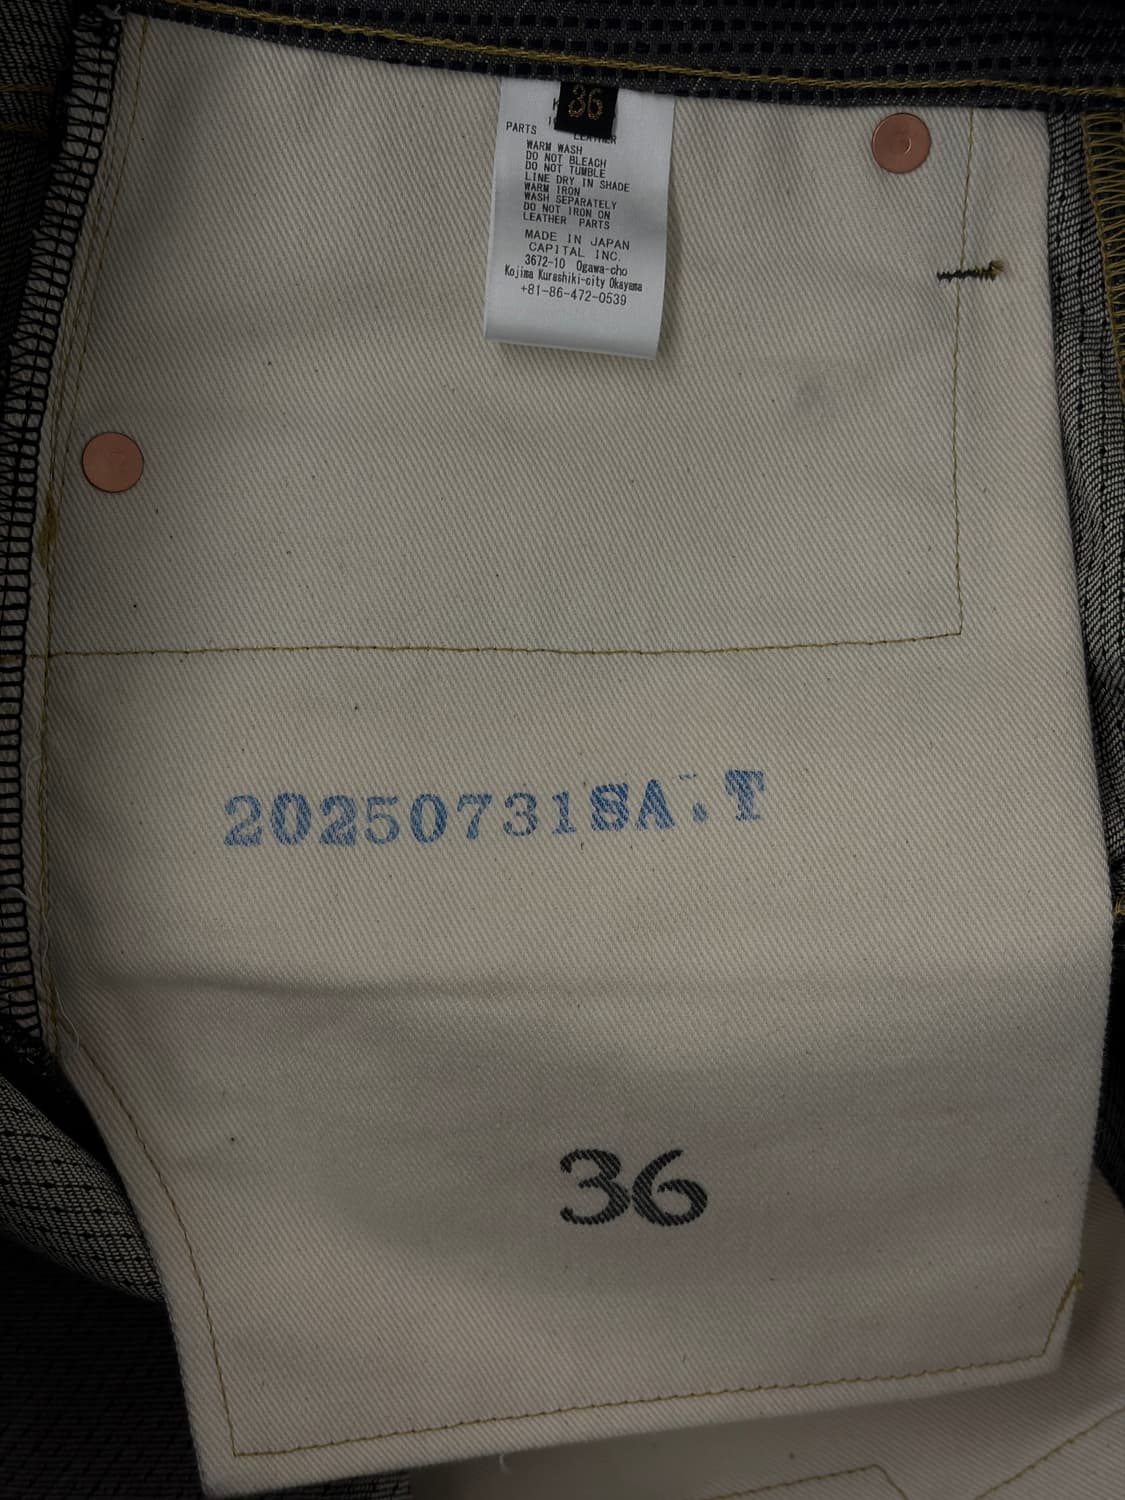 36
PARTS LEATHER
WARM WASH
DO NOT BLEACH
DO NOT TUMBLE
LINE DRY IN SHADE
WARM IRON
WASH SEPARATELY
DO NOT IRON ON
LEATHER PARTS
MADE IN JAPAN
CAPITAL INC.
3672-10 Ogawa-cho
Kojima Kurashiki-city Okayama
+81-86-472-0539
20250731SA.T
36